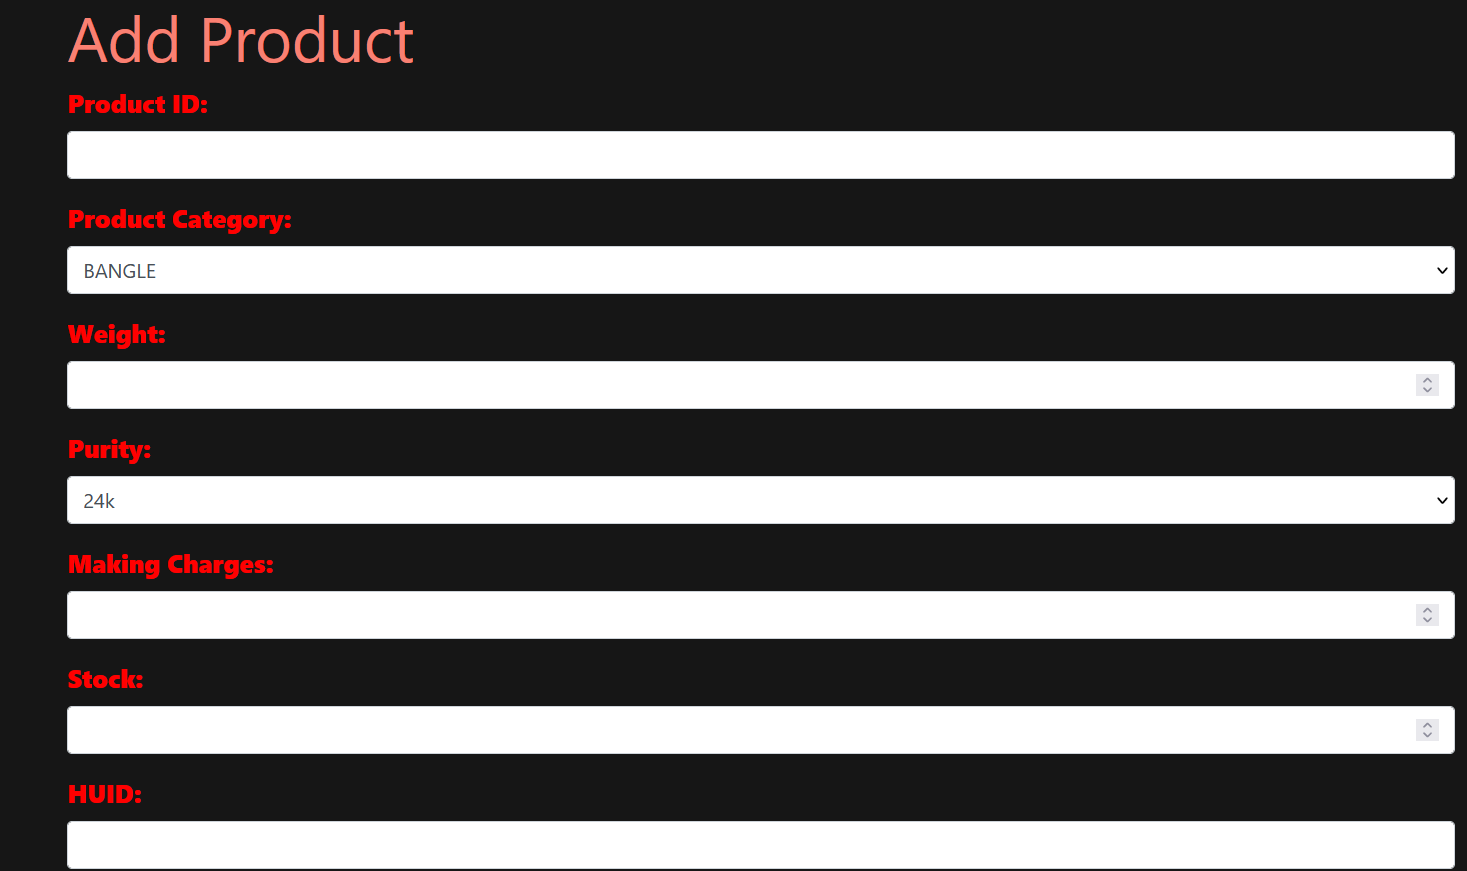 Add Product
Product ID:
Product Category:
BANGLE
Weight:
Purity:
24k
Making Charges:
Stock:
HUID: